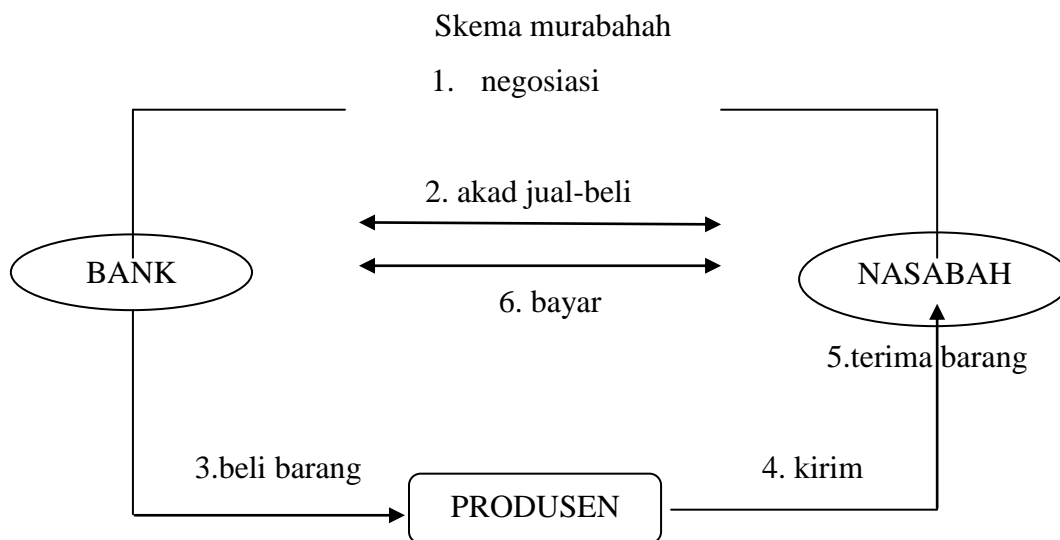 Skema murabahah
1. negosiasi
2. akad jual-beli
BANK
NASABAH
6. bayar
5.terima barang
3.beli barang
4. kirim
PRODUSEN